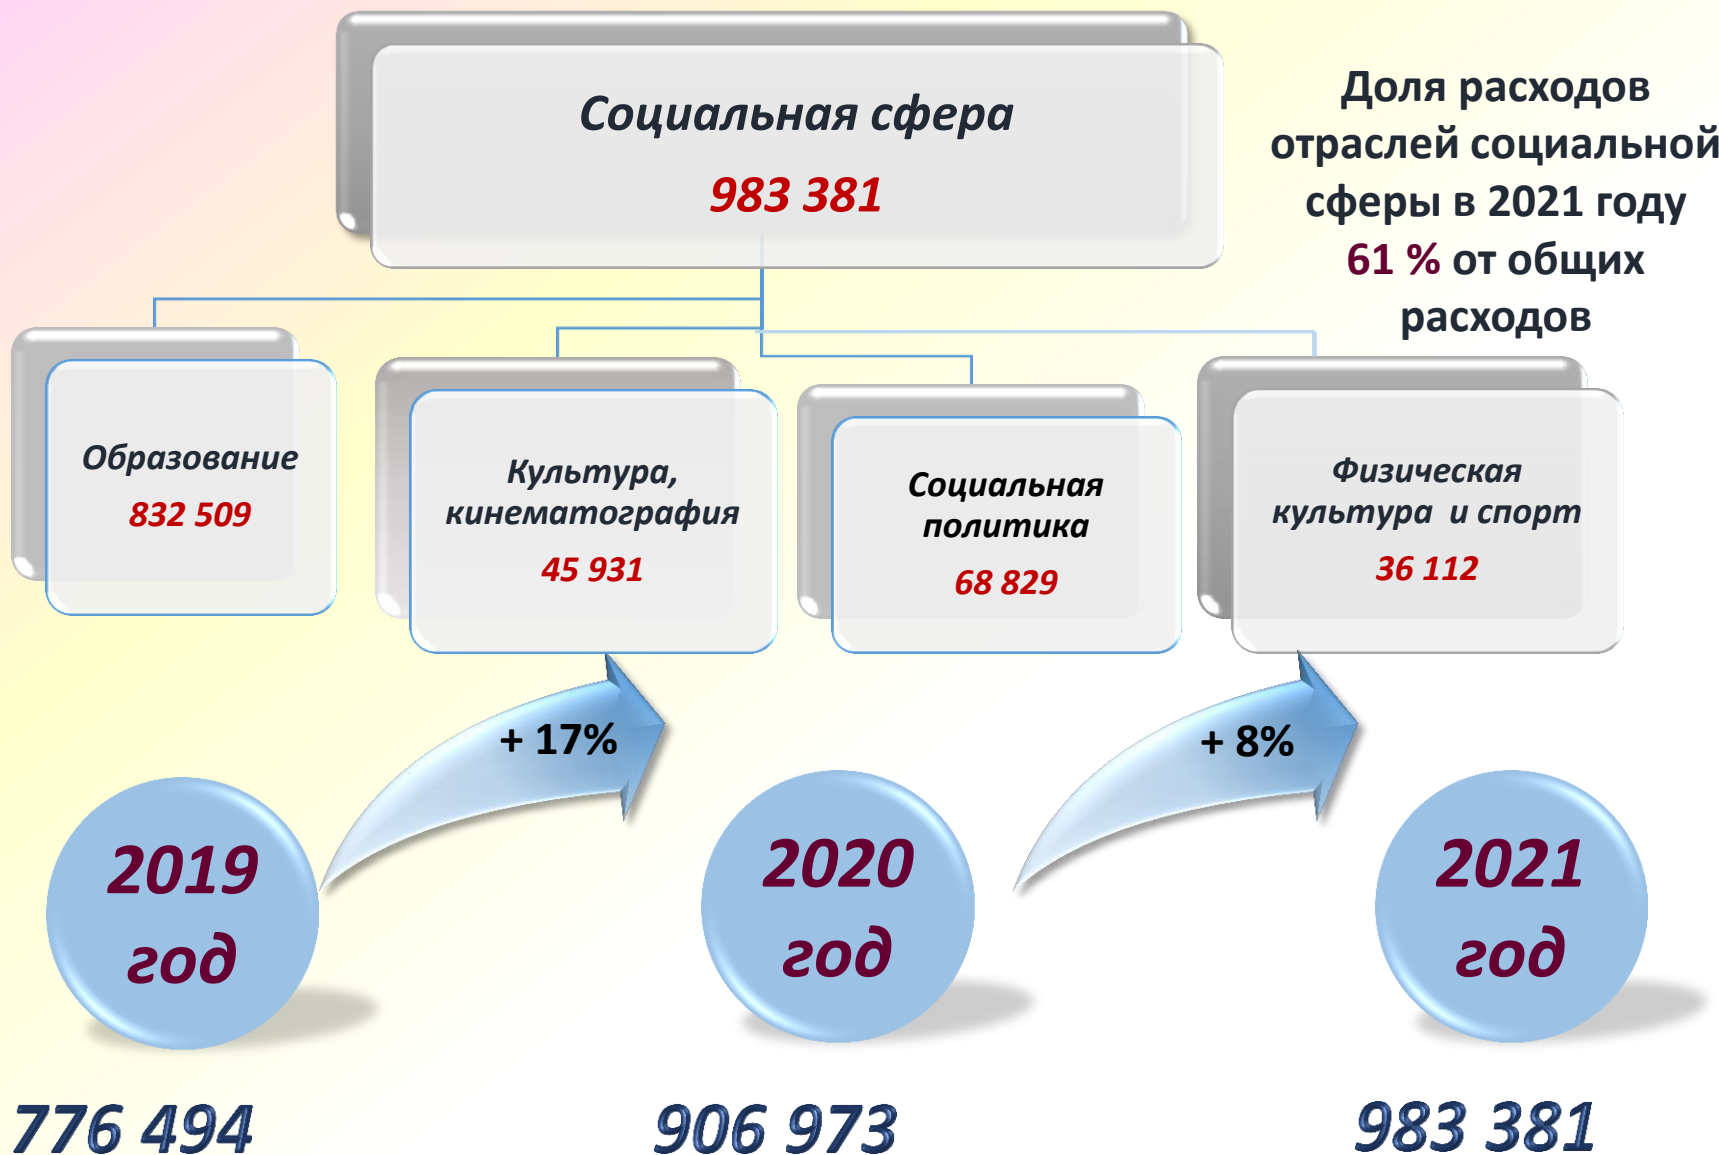 Социальная сфера
983 381
Доля расходов
отраслей социальной
сферы в 2021 году
61 % от общих
расходов
Образование
832 509
Культура,
кинематография
45 931
Социальная
политика
68 829
Физическая
культура и спорт
36 112
+ 17%
+ 8%
2019
год
2020
год
2021
год
776 494
906 973
983 381